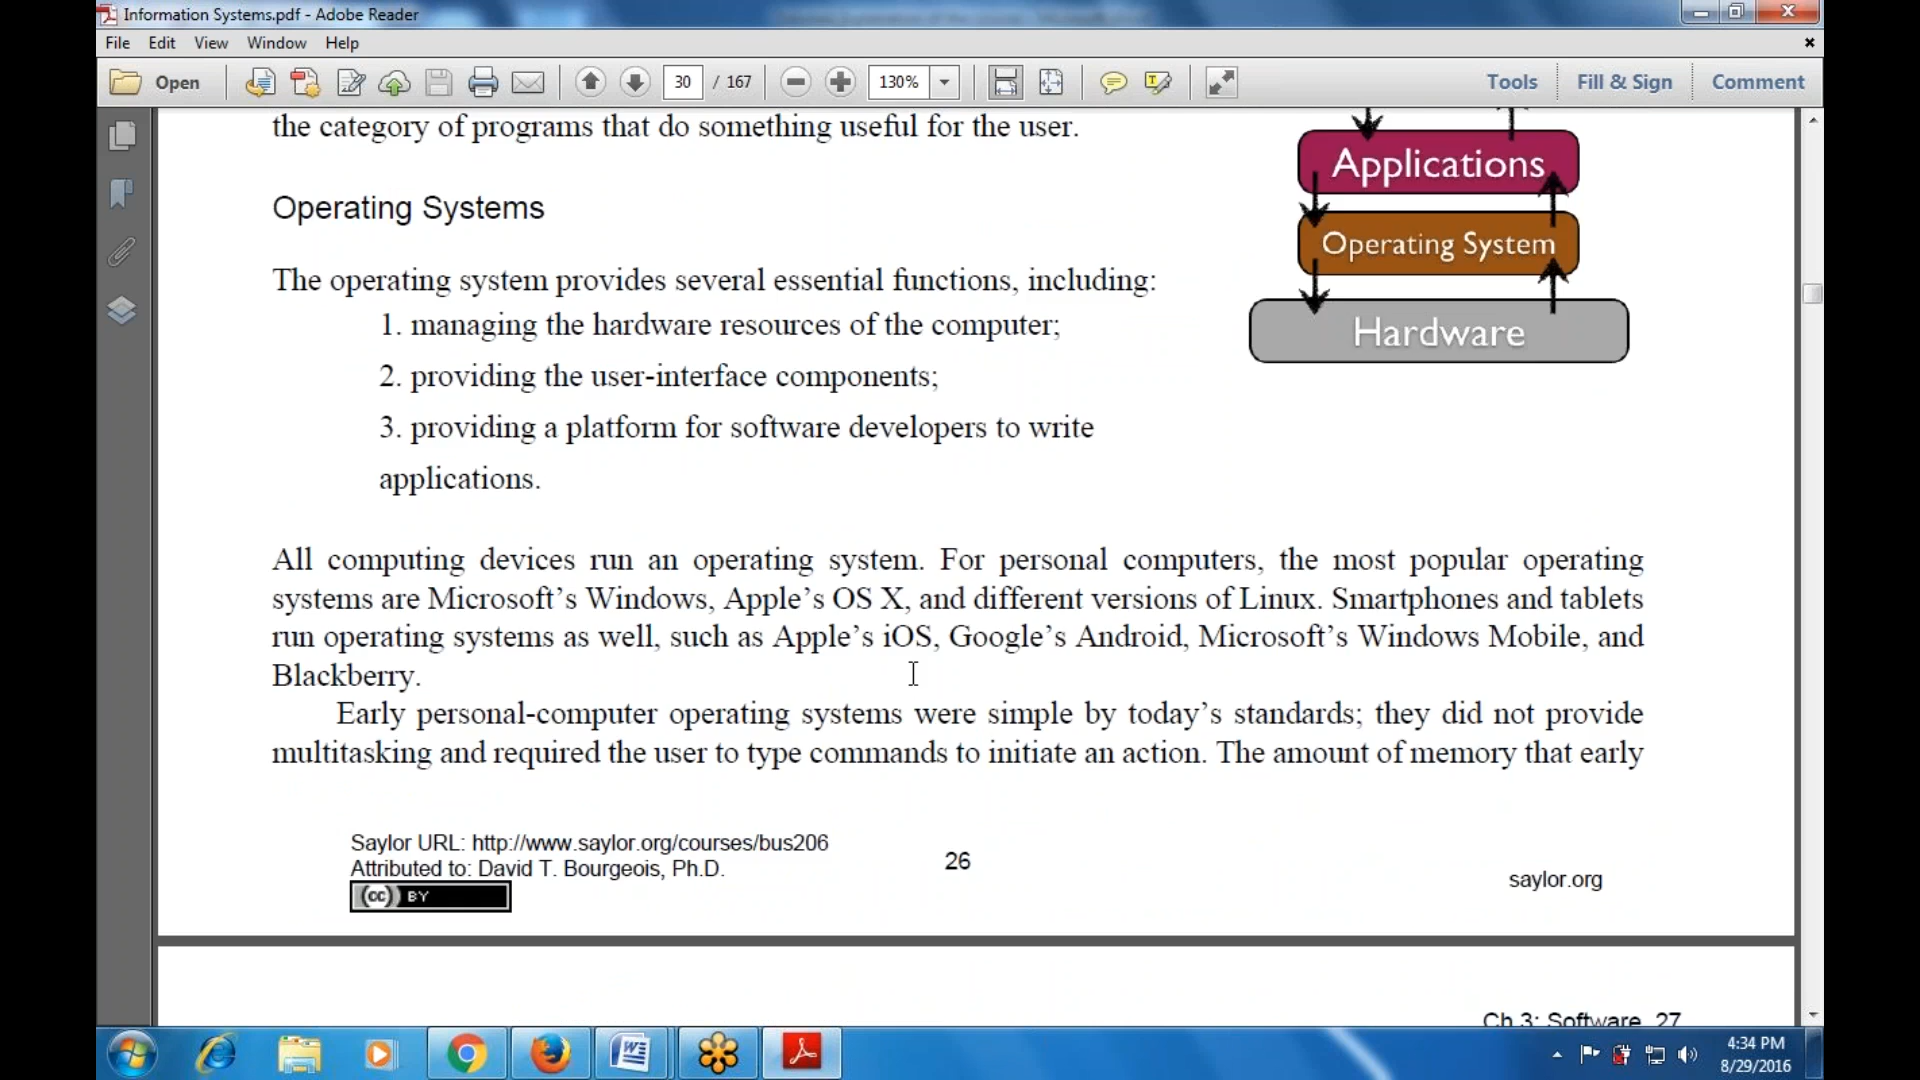 Information Systems.pdf - Adobe Reader
File Edit View Window Help
Open 30 / 167 130% Tools Fill & Sign Comment
the category of programs that do something useful for the user.
Applications
Operating System
Hardware
Operating Systems
The operating system provides several essential functions, including:
1. managing the hardware resources of the computer;
2. providing the user-interface components;
3. providing a platform for software developers to write
applications.
All computing devices run an operating system. For personal computers, the most popular operating
systems are Microsoft’s Windows, Apple’s OS X, and different versions of Linux. Smartphones and tablets
run operating systems as well, such as Apple’s iOS, Google’s Android, Microsoft’s Windows Mobile, and
Blackberry.
Early personal-computer operating systems were simple by today’s standards; they did not provide
multitasking and required the user to type commands to initiate an action. The amount of memory that early
Saylor URL: http://www.saylor.org/courses/bus206
Attributed to: David T. Bourgeois, Ph.D.
cc BY
26
saylor.org
Ch 3: Software 27
4:34 PM
8/29/2016